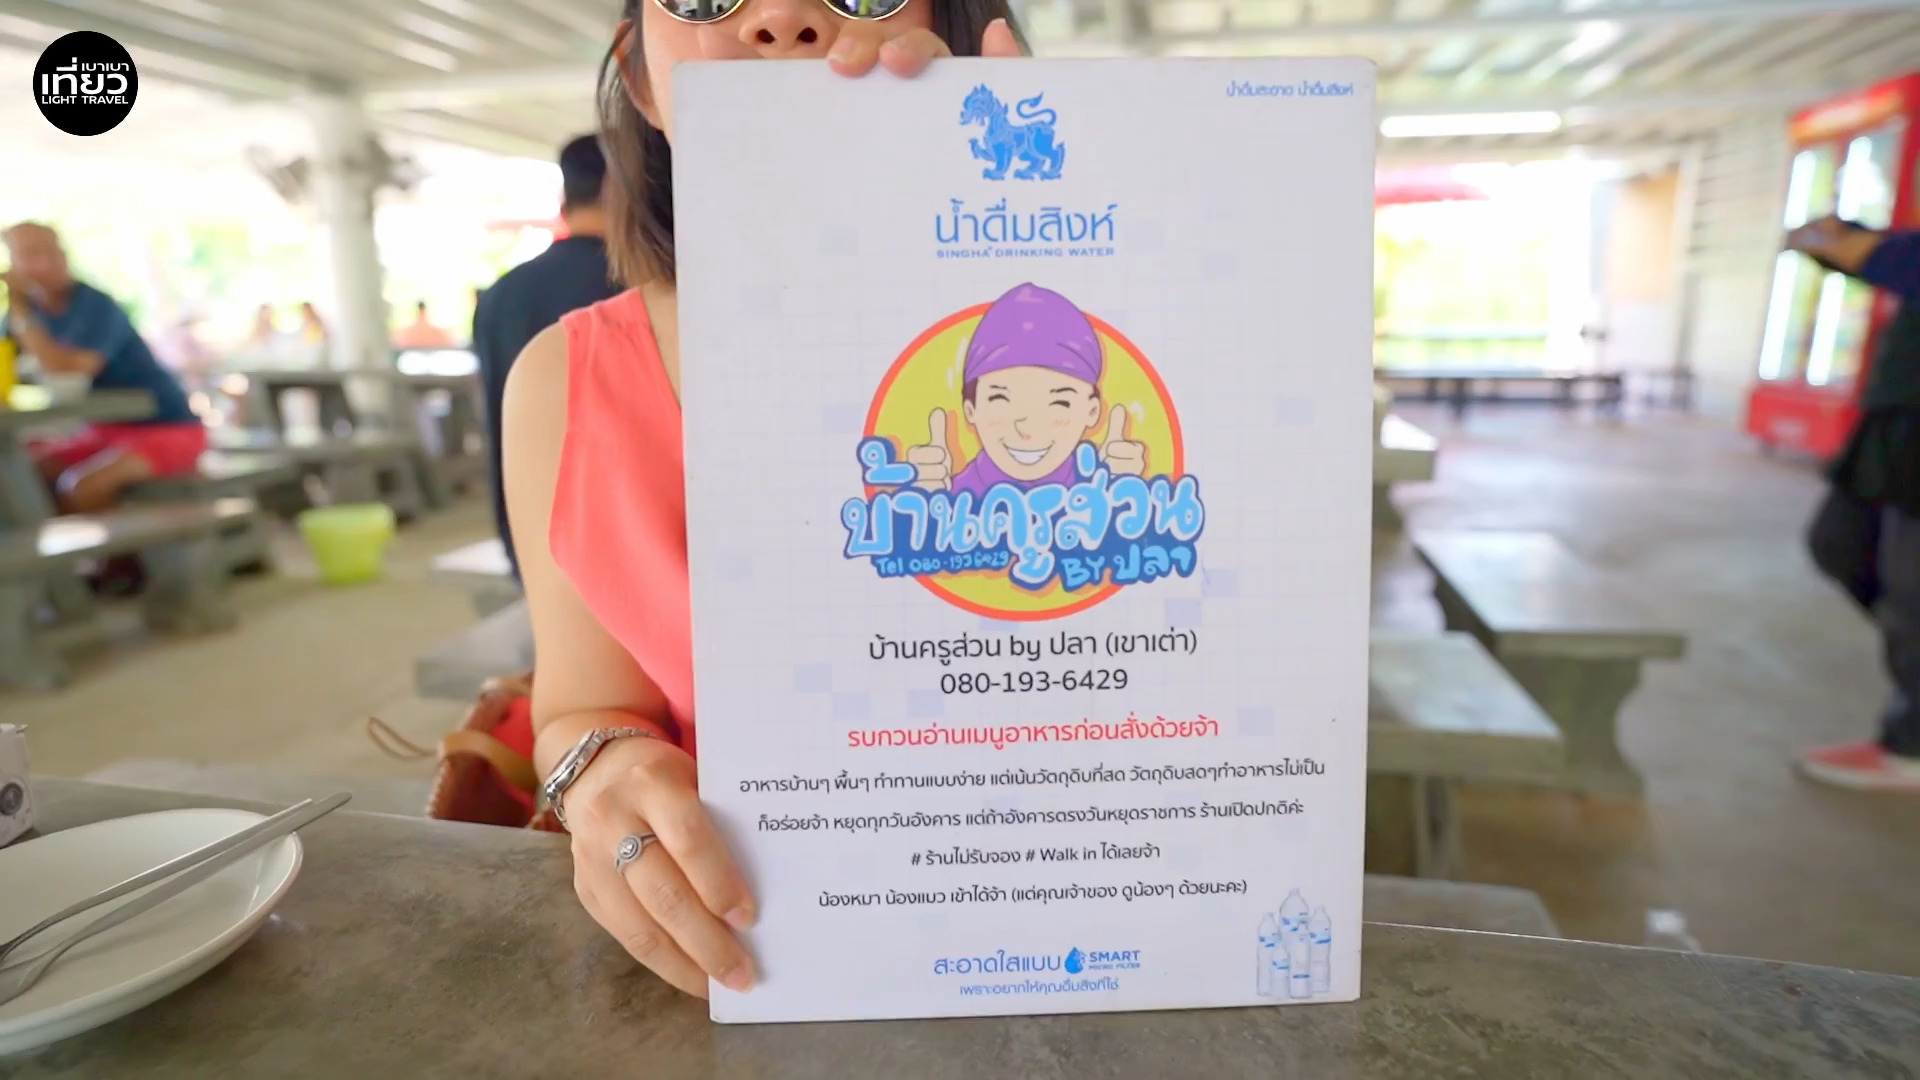 เบาเบา
เที่ยว
LIGHT TRAVEL
น้ำดื่มสะอาด น้ำดื่มสิงห์
น้ำดื่มสิงห์
SINGHA DRINKING WATER
บ้านครูส่วน
Tel 080-1936429
BY ปลา
บ้านครูส่วน by ปลา (เขาเต่า)
080-193-6429
รบกวนอ่านเมนูอาหารก่อนสั่งด้วยจ้า
อาหารบ้านๆ พื้นๆ ทำทานแบบง่าย แต่เน้นวัตถุดิบที่สด วัตถุดิบสดๆทำอาหารไม่เป็น
ก็อร่อยจ้า หยุดทุกวันอังคาร แต่ถ้าอังคารตรงวันหยุดราชการ ร้านเปิดปกติค่ะ
# ร้านไม่รับจอง # Walk in ได้เลยจ้า
น้องหมา น้องแมว เข้าได้จ้า (แต่คุณเจ้าของ ดูน้องๆ ด้วยนะคะ)
สะอาดใสแบบ SMART
MICRO FILTER
เพราะอยากให้คุณดื่มสิ่งที่ใช่